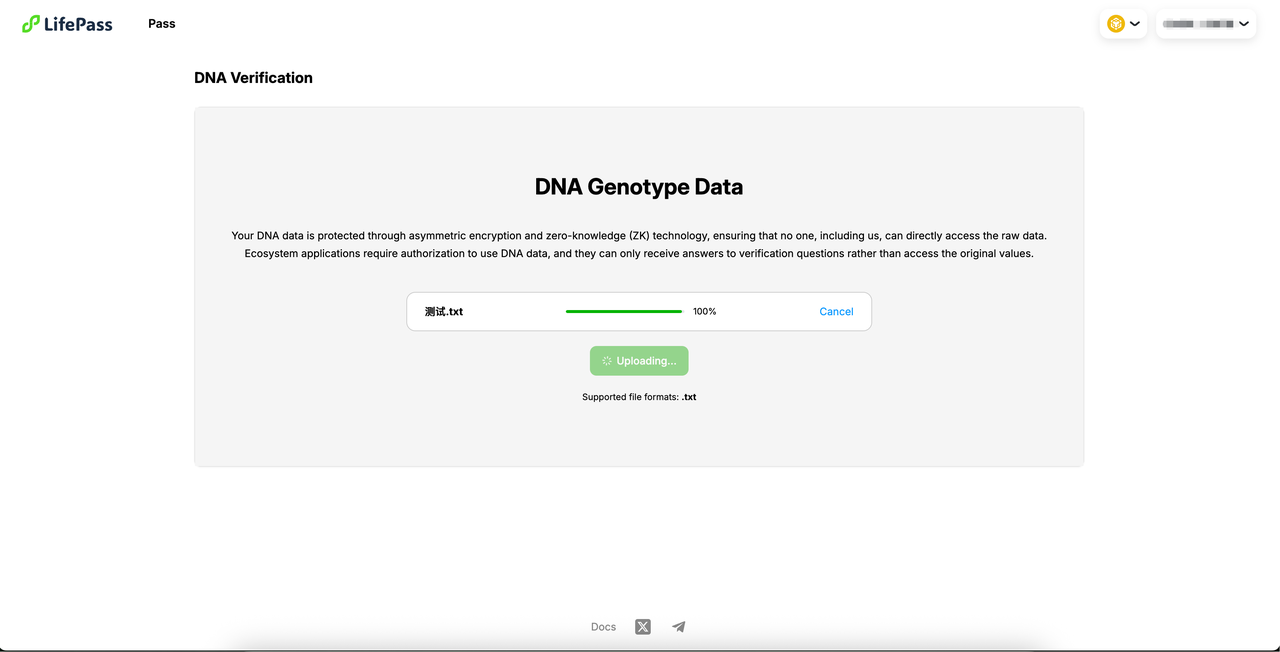 LifePass
Pass
DNA Verification
DNA Genotype Data
Your DNA data is protected through asymmetric encryption and zero-knowledge (ZK) technology, ensuring that no one, including us, can directly access the raw data.
Ecosystem applications require authorization to use DNA data, and they can only receive answers to verification questions rather than access the original values.
测试.txt 100% Cancel
Uploading...
Supported file formats: .txt
Docs